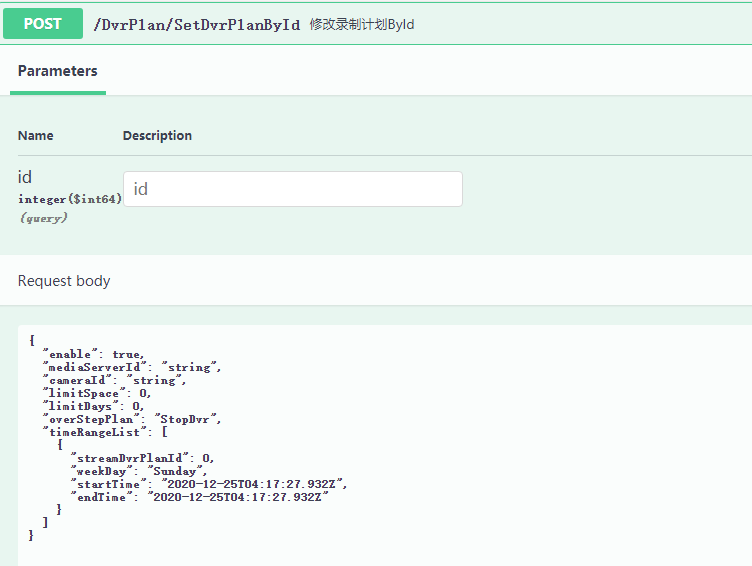 POST /DvrPlan/SetDvrPlanById 修改录制计划ById
Parameters
Name Description
id id
integer($int64)
(query)
Request body
{
"enable": true,
"mediaServerId": "string",
"cameraId": "string",
"limitSpace": 0,
"limitDays": 0,
"overStepPlan": "StopDvr",
"timeRangeList": [
{
"streamDvrPlanId": 0,
"weekDay": "Sunday",
"startTime": "2020-12-25T04:17:27.932Z",
"endTime": "2020-12-25T04:17:27.932Z"
}
]
}